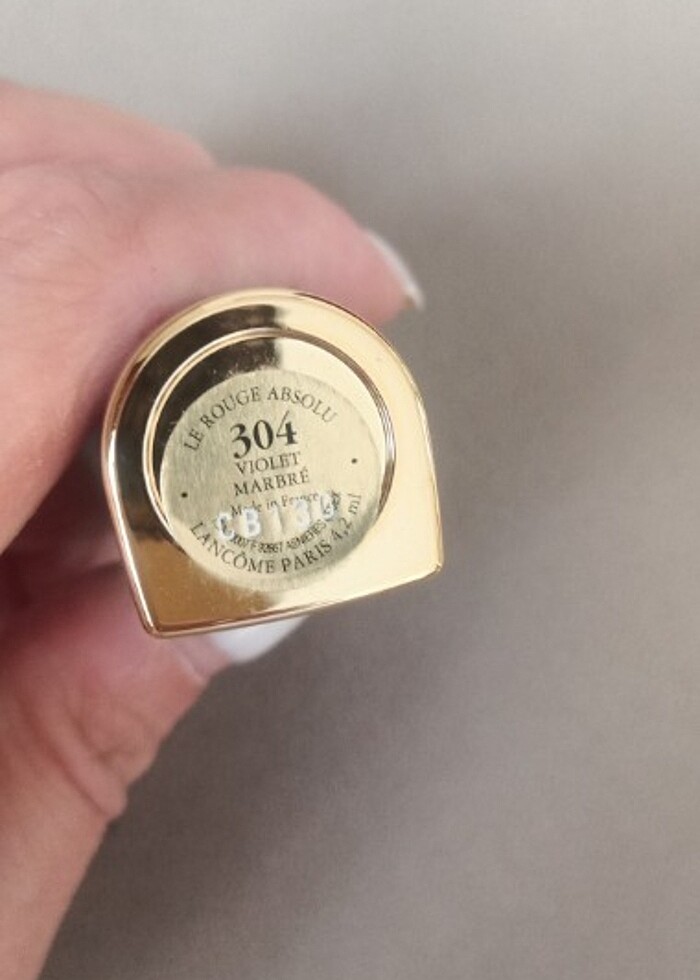 LE ROUGE ABSOLU
304
VIOLET
MARBRÉ
Made in France
LANCÔME PARIS 4,2 ml